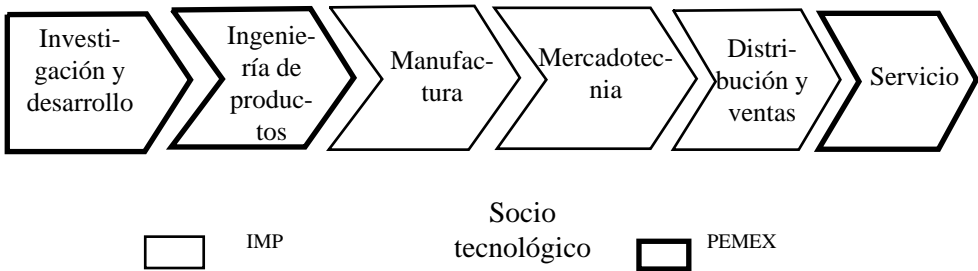 Investi-
gación y
desarrollo
Ingenie-
ría de
produc-
tos
Manufac-
tura
Mercadotec-
nia
Distri-
bución y
ventas
Servicio
IMP
Socio
tecnológico
PEMEX